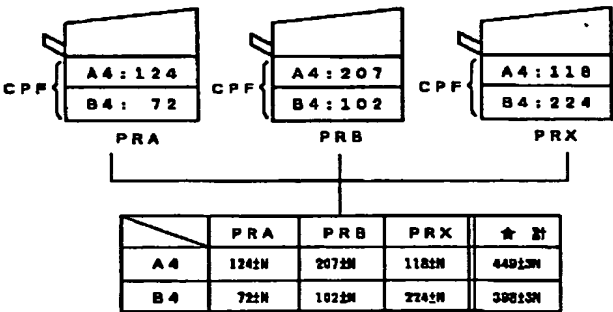 A4:124
B4: 72
CPF
PRA
A4:207
B4:102
CPF
PRB
A4:118
B4:224
CPF
PRX
PRA PRB PRX 合計
A4 124±N 207±N 118±N 449±3N
B4 72±N 102±N 224±N 398±3N